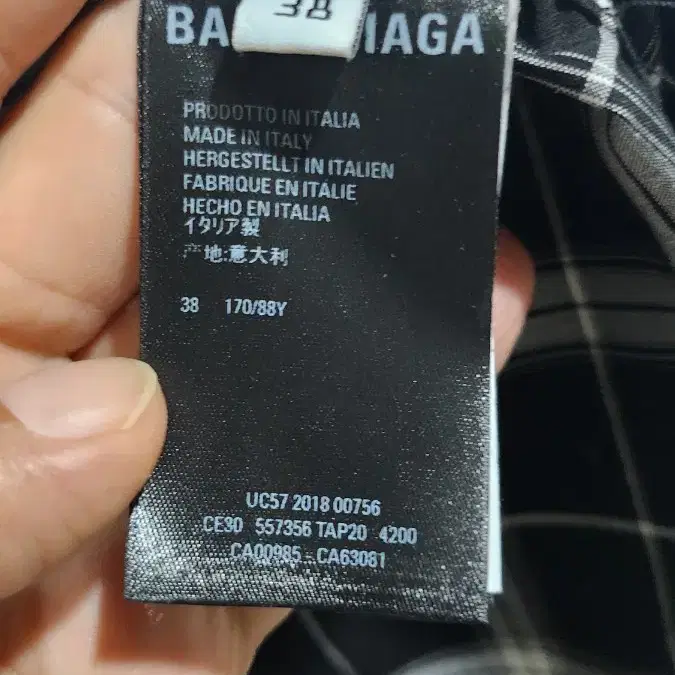 38
BA IAGA
PRODOTTO IN ITALIA
MADE IN ITALY
HERGESTELLT IN ITALIEN
FABRIQUE EN ITALIE
HECHO EN ITALIA
イタリア製
产地:意大利
38 170/88Y
UC57 2018 00756
CE30 557356 TAP20 4200
CA00985 - CA63081